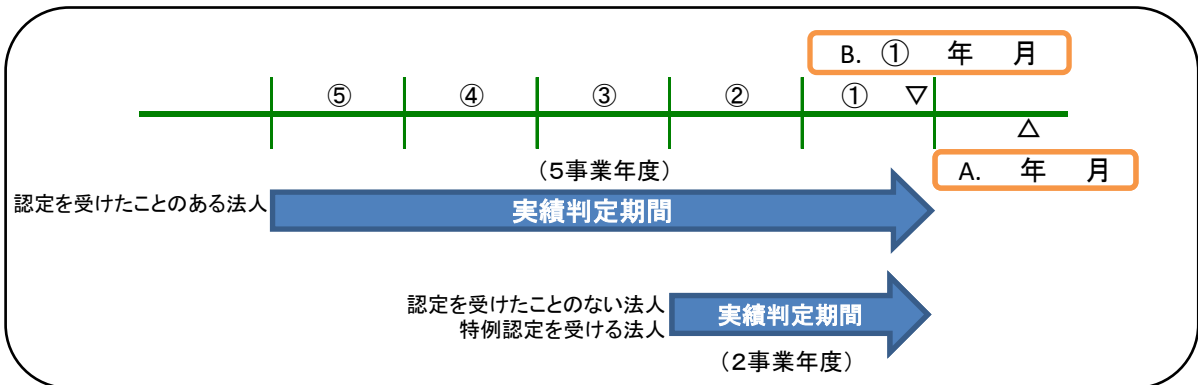 B. ① 年 月
⑤ ④ ③ ② ① ▽
△
A. 年 月
(5事業年度)
認定を受けたことのある法人
実績判定期間
認定を受けたことのない法人
特例認定を受ける法人
実績判定期間
(2事業年度)